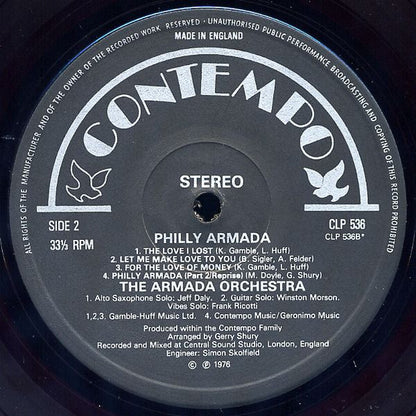 ALL RIGHTS OF THE MANUFACTURER AND OF THE OWNER OF THE RECORDED WORK RESERVED · UNAUTHORISED PUBLIC PERFORMANCE BROADCASTING AND COPYING OF THIS RECORD PROHIBITED
MADE IN ENGLAND
CONTEMPO
STEREO
SIDE 2
33⅓ RPM
CLP 536
CLP 536B*
PHILLY ARMADA
1. THE LOVE I LOST (K. Gamble, L. Huff)
2. LET ME MAKE LOVE TO YOU (B. Sigler, A. Felder)
3. FOR THE LOVE OF MONEY (K. Gamble, L. Huff)
4. PHILLY ARMADA (Part 2/Reprise) (M. Doyle, G. Shury)
THE ARMADA ORCHESTRA
1. Alto Saxophone Solo: Jeff Daly. 2. Guitar Solo: Winston Morson.
Vibes Solo: Frank Ricotti
1,2,3. Gamble-Huff Music Ltd. 4. Contempo Music/Geronimo Music
Produced within the Contempo Family
Arranged by Gerry Shury
Recorded and Mixed at Central Sound Studio, London, England
Engineer: Simon Skolfield
© ℗ 1976